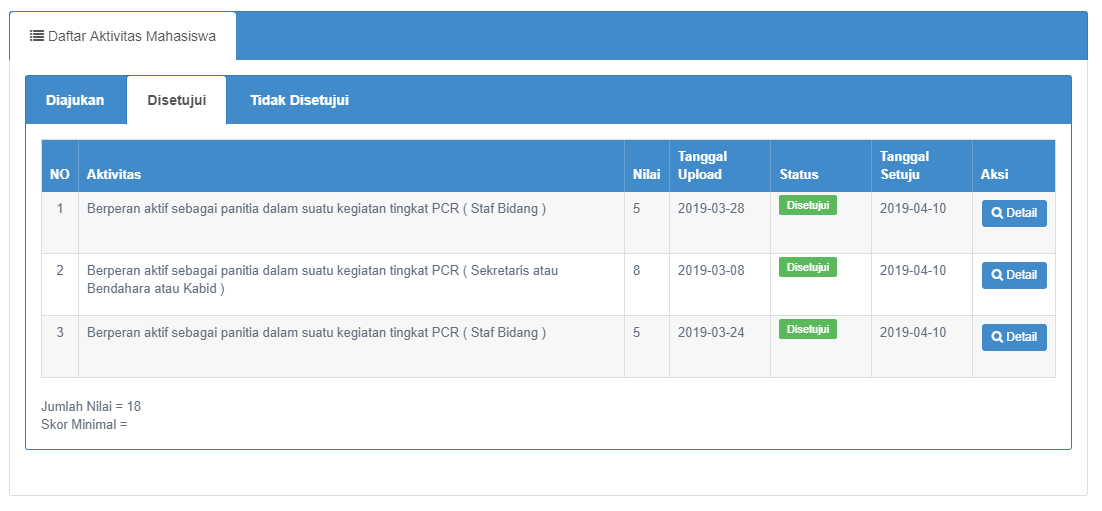 Daftar Aktivitas Mahasiswa
Diajukan Disetujui Tidak Disetujui
NO Aktivitas Nilai Tanggal Upload Status Tanggal Setuju Aksi
1 Berperan aktif sebagai panitia dalam suatu kegiatan tingkat PCR ( Staf Bidang ) 5 2019-03-28 Disetujui 2019-04-10 Detail
2 Berperan aktif sebagai panitia dalam suatu kegiatan tingkat PCR ( Sekretaris atau
Bendahara atau Kabid ) 8 2019-03-08 Disetujui 2019-04-10 Detail
3 Berperan aktif sebagai panitia dalam suatu kegiatan tingkat PCR ( Staf Bidang ) 5 2019-03-24 Disetujui 2019-04-10 Detail
Jumlah Nilai = 18
Skor Minimal =